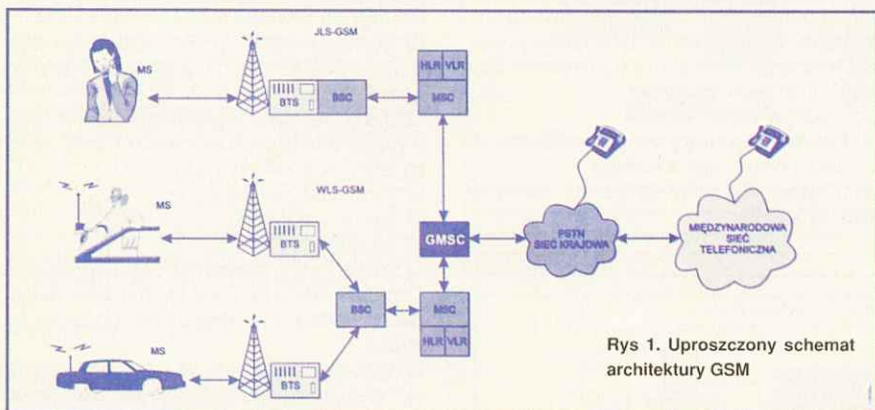 JLS-GSM
MS
BTS
BSC
HLR VLR
MSC
WLS-GSM
MS
BTS
GMSC
PSTN
SIEĆ KRAJOWA
MIĘDZYNARODOWA
SIEĆ
TELEFONICZNA
BSC
MSC
HLR VLR
MS
BTS
Rys 1. Uproszczony schemat
architektury GSM